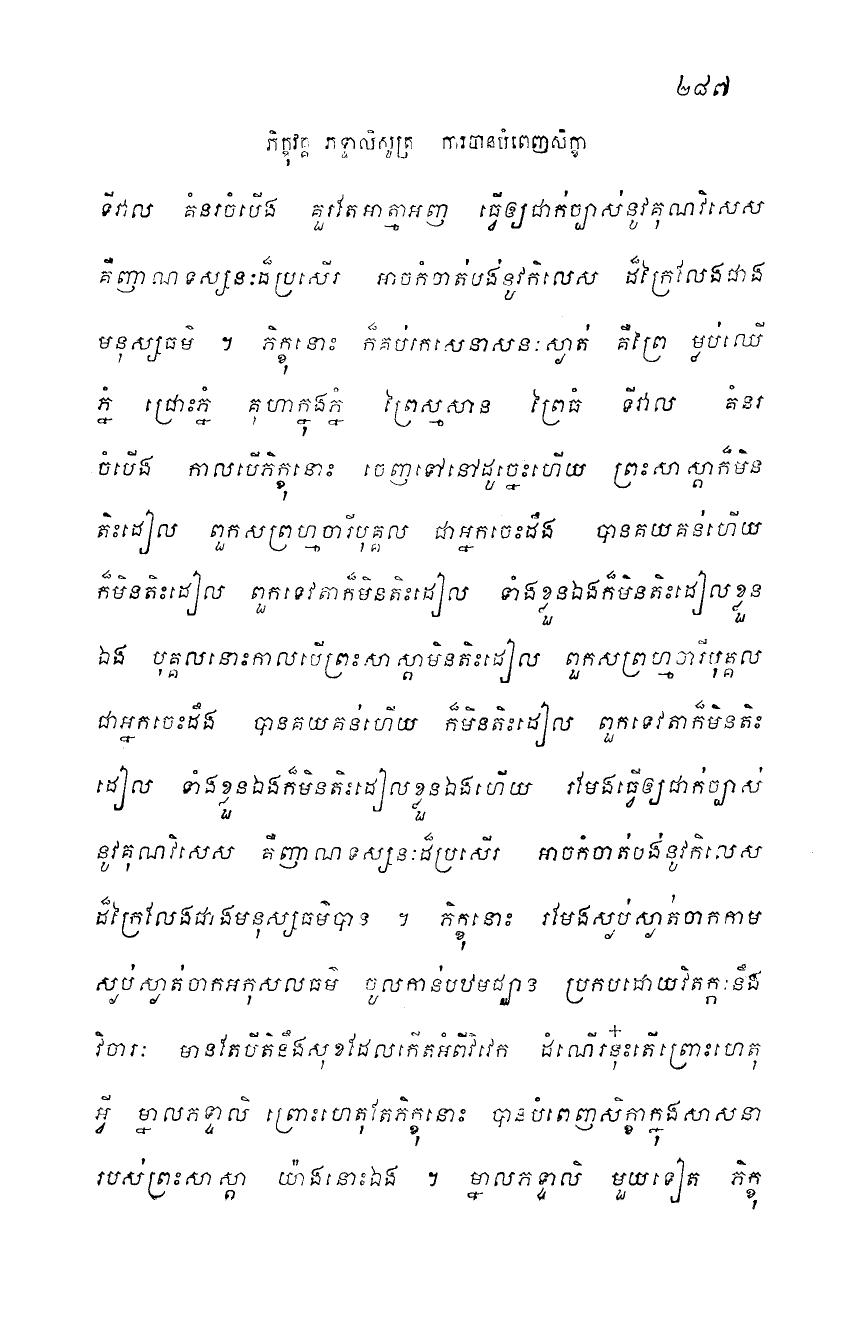 ២៨៧
ភិក្ខុវគ្គ ភទ្ទាលិសូត្រ ការបានបំពេញសិក្ខា
ទីវាល គំនរចំបើង គួរតែអាត្មាអញ ធ្វើឲ្យជាក់ច្បាស់នូវគុណវិសេស
គឺញាណទស្សនះដ៏ប្រសើរ អាចកំចាត់បង់នូវកិលេស ដ៏ក្រៃលែងជាង
មនុស្សធម៌ ។ ភិក្ខុនោះ ក៏គប់រកសេនាសនៈស្ងាត់ គឺព្រៃ ម្លប់ឈើ
ភ្នំ ជ្រោះភ្នំ គុហាក្នុងភ្នំ ព្រៃស្មសាន ព្រៃធំ ទីវាល គំនរ
ចំបើង កាលបើភិក្ខុនោះ ចេញទៅនៅដូច្នេះហើយ ព្រះសាស្តាក៏មិន
តិះដៀល ពួកសព្រហ្មចារីបុគ្គល ជាអ្នកចេះដឹង បានគយគន់ហើយ
ក៏មិនតិះដៀល ពួកទេវតាក៏មិនតិះដៀល ទាំងខ្លួនឯងក៏មិនតិះដៀលខ្លួន
ឯង បុគ្គលនោះកាលបើព្រះសាស្តាមិនតិះដៀល ពួកសព្រហ្មចារីបុគ្គល
ជាអ្នកចេះដឹង បានគយគន់ហើយ ក៏មិនតិះដៀល ពួកទេវតាក៏មិនតិះ
ដៀល ទាំងខ្លួនឯងក៏មិនតិះដៀលខ្លួនឯងហើយ រមែងធ្វើឲ្យជាក់ច្បាស់
នូវគុណវិសេស គឺញាណទស្សនៈដ៏ប្រសើរ អាចកំចាត់បង់នូវកិលេស
ដ៏ក្រៃលែងជាងមនុស្សធម៌បាន ។ ភិក្ខុនោះ រមែងស្ងប់ស្ងាត់ចាកកាម
ស្ងប់ស្ងាត់ចាកអកុសលធម៌ ចូលកាន់បឋមជ្ឈាន ប្រកបដោយវិតក្កៈនឹង
វិចារៈ មានតែបីតិនឹងសុខដែលកើតអំពីវិវេក ដំណើរនុ៎ះតើព្រោះហេតុ
អ្វី ម្នាលភទ្ទាលិ ព្រោះហេតុតែភិក្ខុនោះ បានបំពេញសិក្ខាក្នុងសាសនា
របស់ព្រះសាស្តា យ៉ាងនោះឯង ។ ម្នាលភទ្ទាលិ មួយទៀត ភិក្ខុ